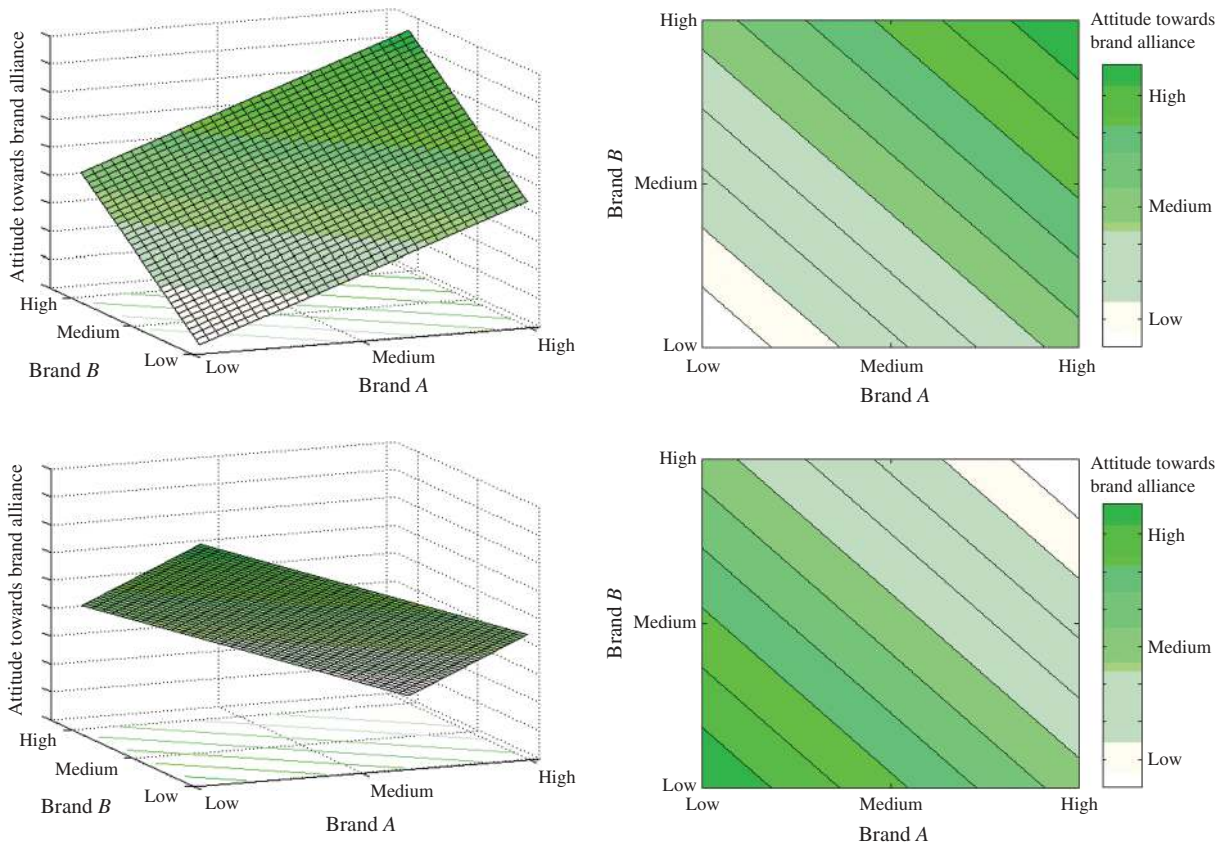 Attitude towards brand alliance
High
Medium
Low
Brand B
Low
Medium
High
Brand A
High
Medium
Low
Brand B
Low
Medium
High
Brand A
Attitude towards
brand alliance
High
Medium
Low
Attitude towards brand alliance
High
Medium
Low
Brand B
Low
Medium
High
Brand A
High
Medium
Low
Brand B
Low
Medium
High
Brand A
Attitude towards
brand alliance
High
Medium
Low